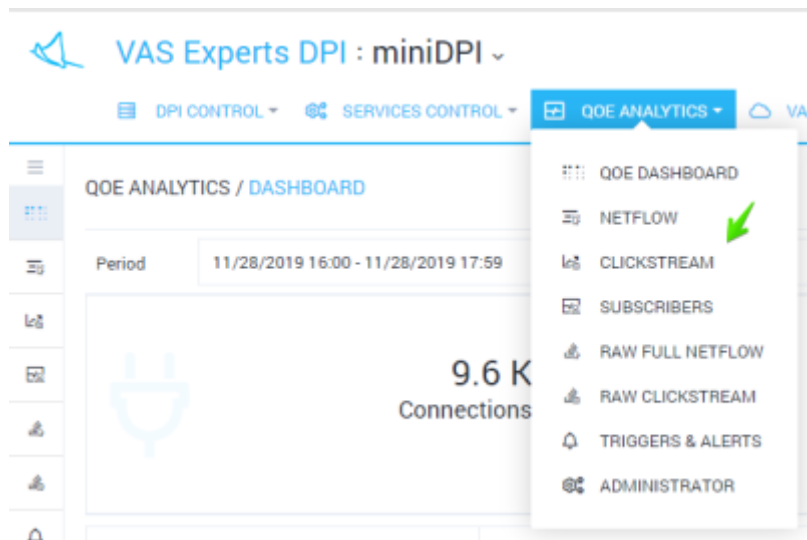 VAS Experts DPI : miniDPI
DPI CONTROL SERVICES CONTROL QOE ANALYTICS VA
QOE ANALYTICS / DASHBOARD
Period 11/28/2019 16:00 - 11/28/2019 17:59
9.6 K
Connections
QOE DASHBOARD
NETFLOW
CLICKSTREAM
SUBSCRIBERS
RAW FULL NETFLOW
RAW CLICKSTREAM
TRIGGERS & ALERTS
ADMINISTRATOR